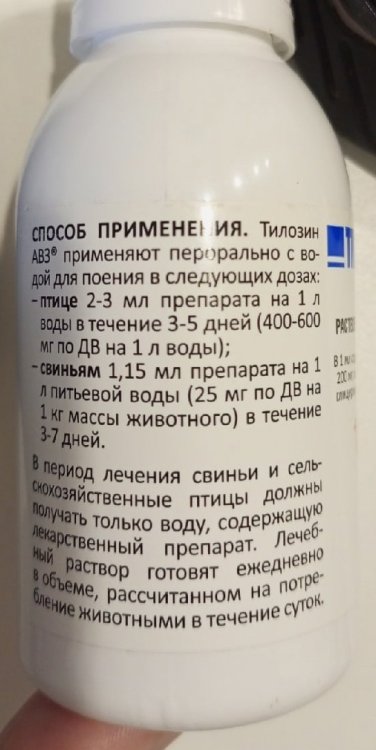 СПОСОБ ПРИМЕНЕНИЯ. Тилозин
АВЗ® применяют перорально с во-
дой для поения в следующих дозах:
– птице 2-3 мл препарата на 1 л
воды в течение 3-5 дней (400-600
мг по ДВ на 1 л воды);
– свиньям 1,15 мл препарата на 1
л питьевой воды (25 мг по ДВ на
1 кг массы животного) в течение
3-7 дней.
В период лечения свиньи и сель-
скохозяйственные птицы должны
получать только воду, содержащую
лекарственный препарат. Лечеб-
ный раствор готовят ежедневно
в объеме, рассчитанном на потре-
бление животными в течение суток.